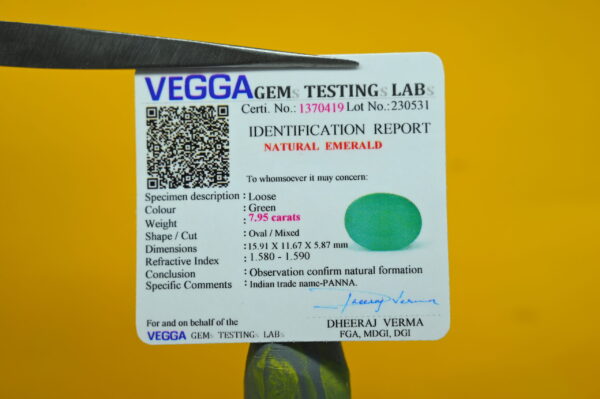 VEGGA GEMs TESTINGs LABs
Certi. No.: 1370419 Lot No.: 230531
IDENTIFICATION REPORT
NATURAL EMERALD
To whomsoever it may concern:
Specimen description : Loose
Colour : Green
Weight : 7.95 carats
Shape / Cut : Oval / Mixed
Dimensions : 15.91 X 11.67 X 5.87 mm
Refractive Index : 1.580 - 1.590
Conclusion : Observation confirm natural formation
Specific Comments : Indian trade name-PANNA.
Dheeraj Verma
For and on behalf of the
VEGGA GEMs TESTINGs LABs
DHEERAJ VERMA
FGA, MDGI, DGI